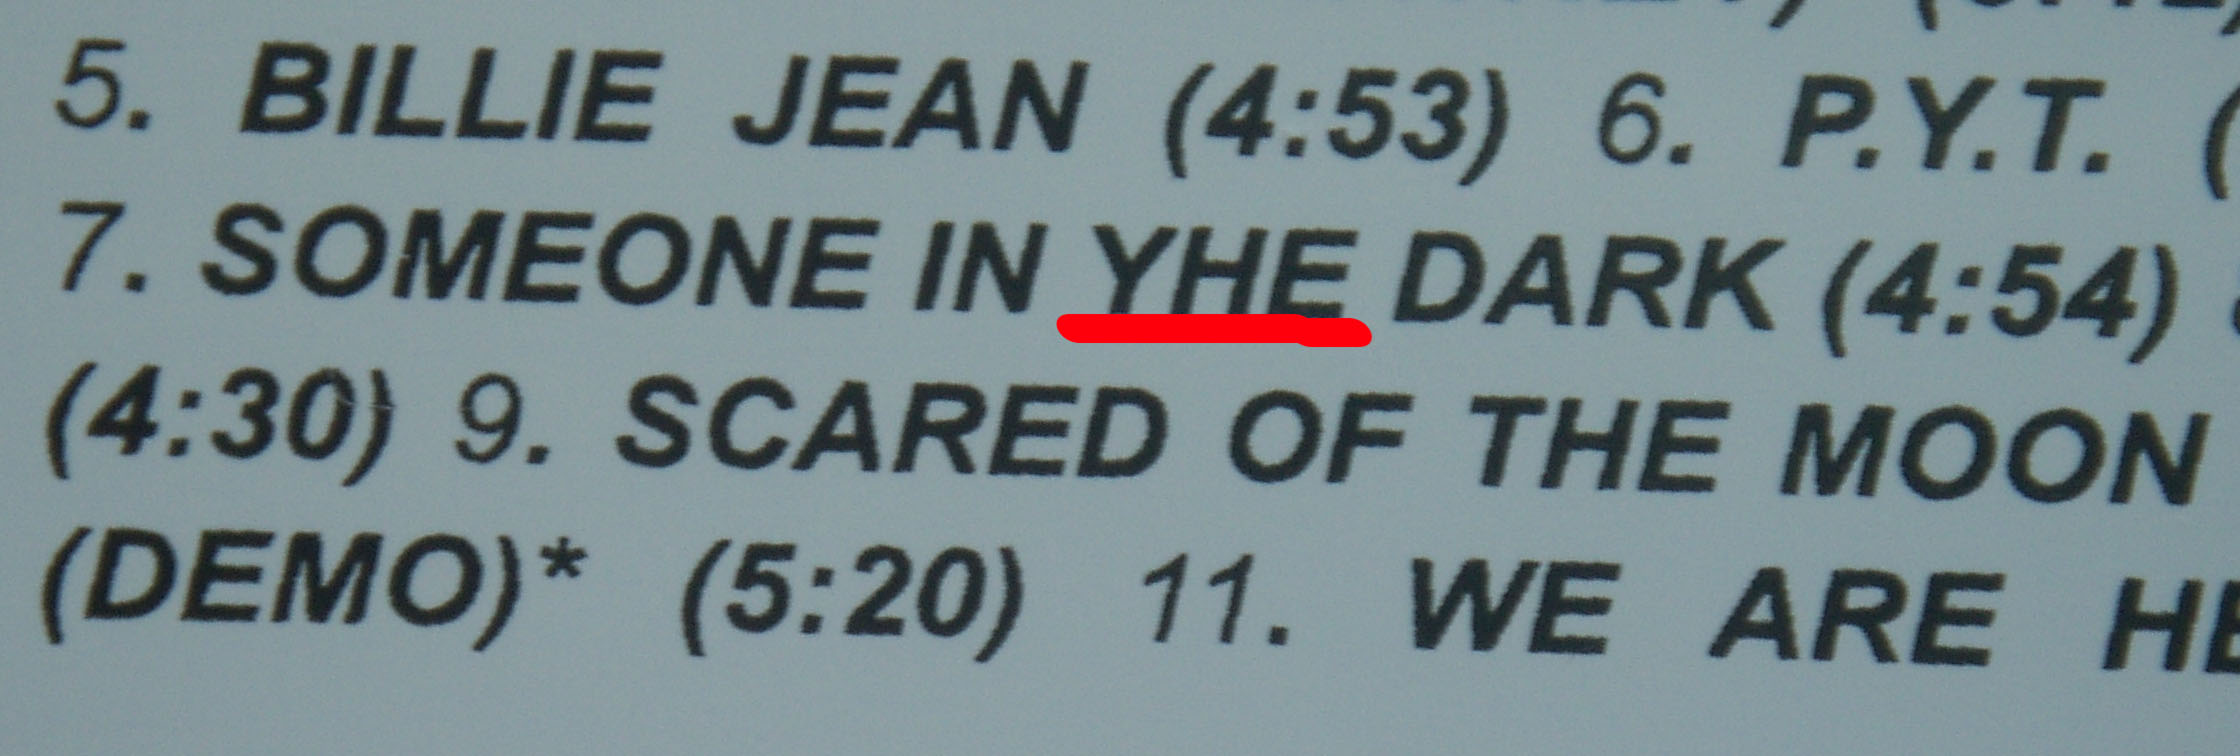 5. BILLIE JEAN (4:53) 6. P.Y.T. (
7. SOMEONE IN YHE DARK (4:54)
(4:30) 9. SCARED OF THE MOON
(DEMO)* (5:20) 11. WE ARE HE